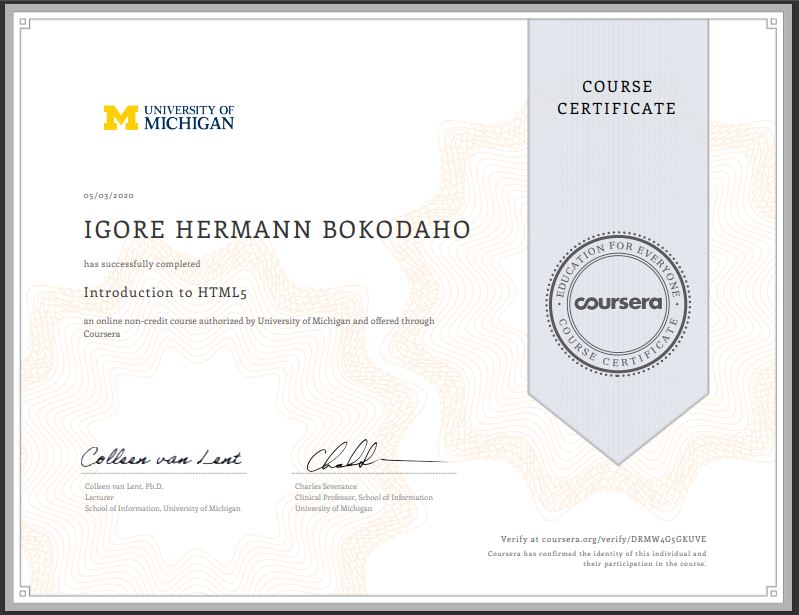 UNIVERSITY OF
MICHIGAN
COURSE
CERTIFICATE
05/03/2020
IGORE HERMANN BOKODAHO
has successfully completed
Introduction to HTML5
an online non-credit course authorized by University of Michigan and offered through
Coursera
EDUCATION FOR EVERYONE
coursera
COURSE CERTIFICATE
Colleen van Lent
Colleen van Lent, Ph.D.
Lecturer
School of Information, University of Michigan
Charles Severance
Clinical Professor, School of Information
University of Michigan
Verify at coursera.org/verify/DRMW4G5GKUVE
Coursera has confirmed the identity of this individual and
their participation in the course.